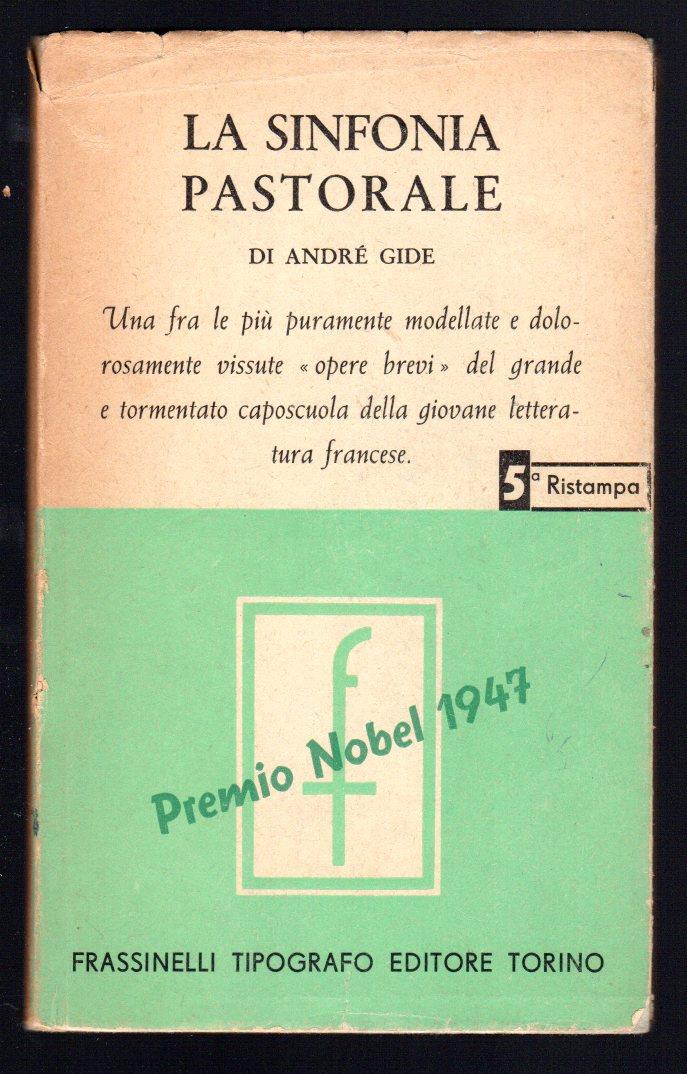 LA SINFONIA
PASTORALE
DI ANDRÉ GIDE
Una fra le più puramente modellate e dolo-
rosamente vissute « opere brevi » del grande
e tormentato caposcuola della giovane lettera-
tura francese.
5ª Ristampa
f
Premio Nobel 1947
FRASSINELLI TIPOGRAFO EDITORE TORINO